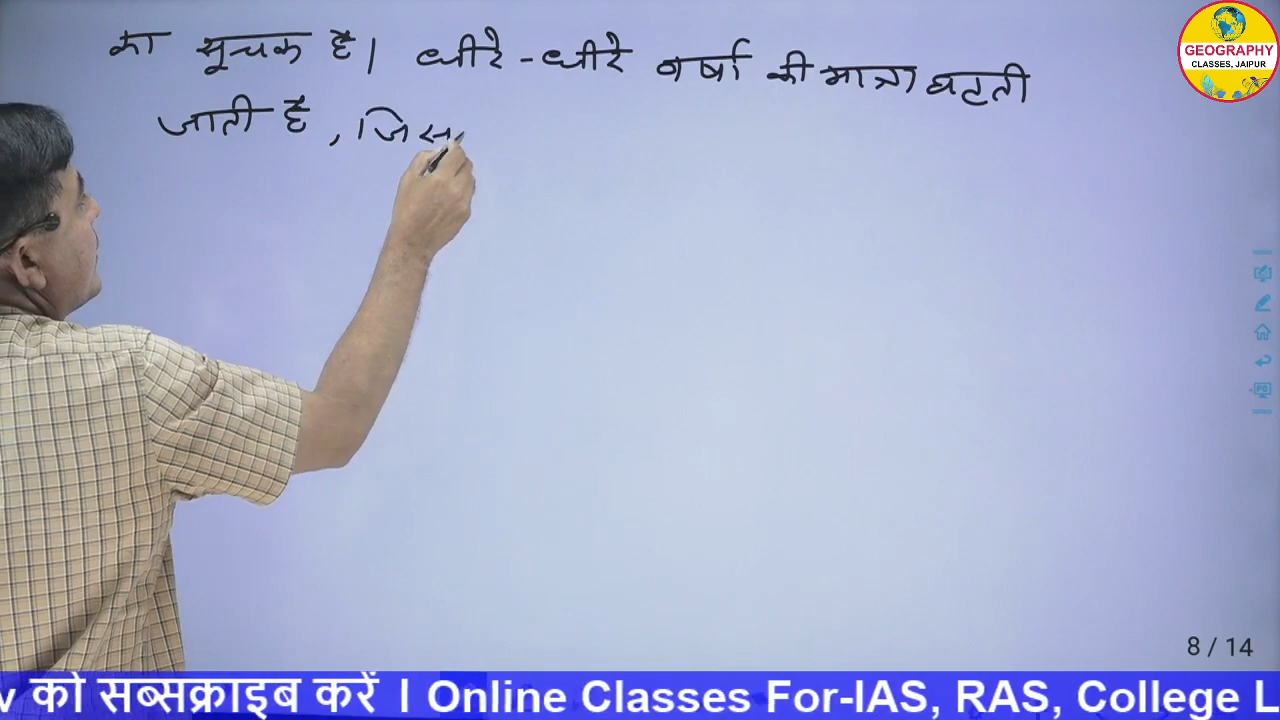 का सूचक है। धीरे-धीरे वर्षा की मात्रा घटती
जाती है, जिस
GEOGRAPHY
CLASSES, JAIPUR
8 / 14
v को सब्सक्राइब करें । Online Classes For-IAS, RAS, College L